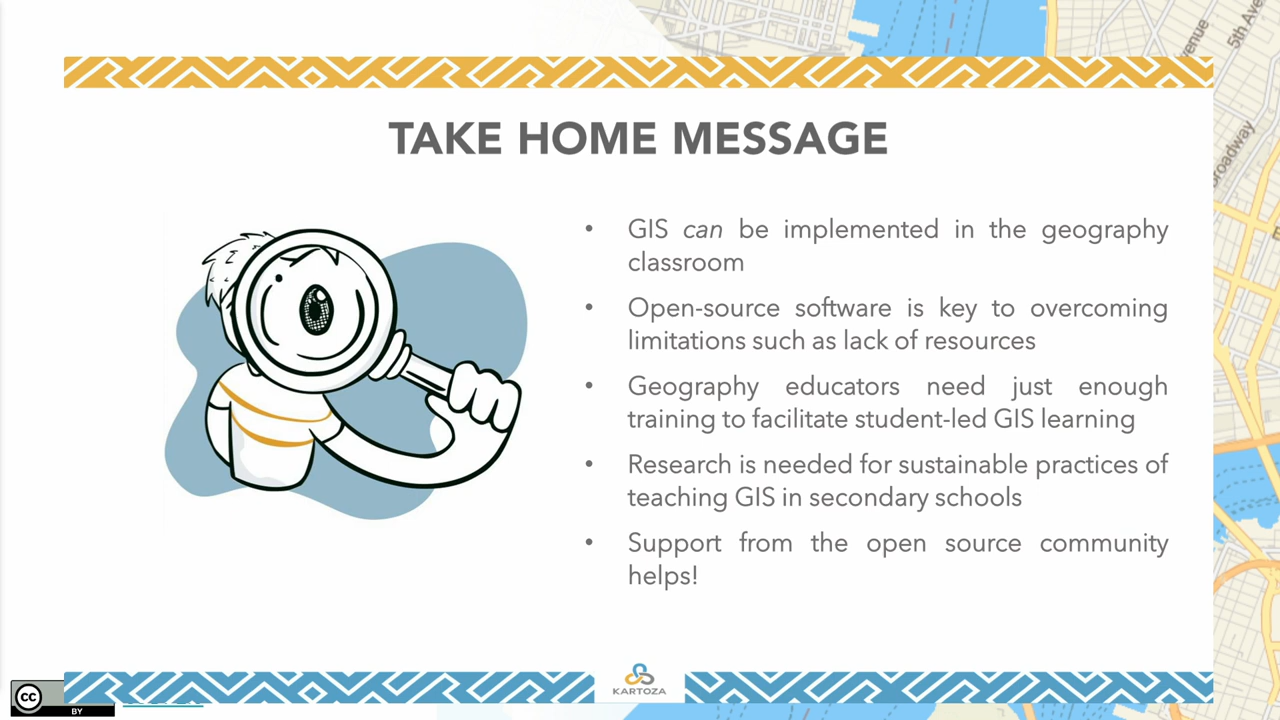 5th Ave
enue
Broadway
TAKE HOME MESSAGE
• GIS can be implemented in the geography
classroom
• Open-source software is key to overcoming
limitations such as lack of resources
• Geography educators need just enough
training to facilitate student-led GIS learning
• Research is needed for sustainable practices of
teaching GIS in secondary schools
• Support from the open source community
helps!
KARTOZA
cc
BY